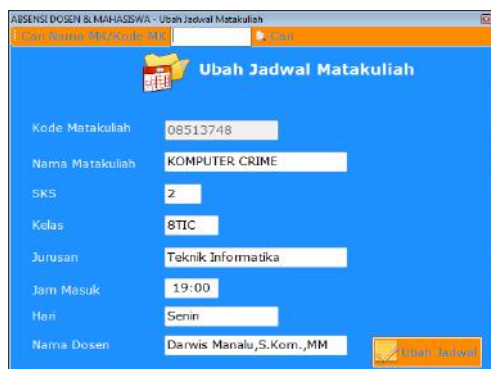 ABSENSI DOSEN & MAHASISWA - Ubah Jadwal Matakuliah
Cari Nama MK/Kode MK Cari
Ubah Jadwal Matakuliah
Kode Matakuliah 08513748
Nama Matakuliah KOMPUTER CRIME
SKS 2
Kelas 8TIC
Jurusan Teknik Informatika
Jam Masuk 19:00
Hari Senin
Nama Dosen Darwis Manalu,S.Kom.,MM
Ubah Jadwal